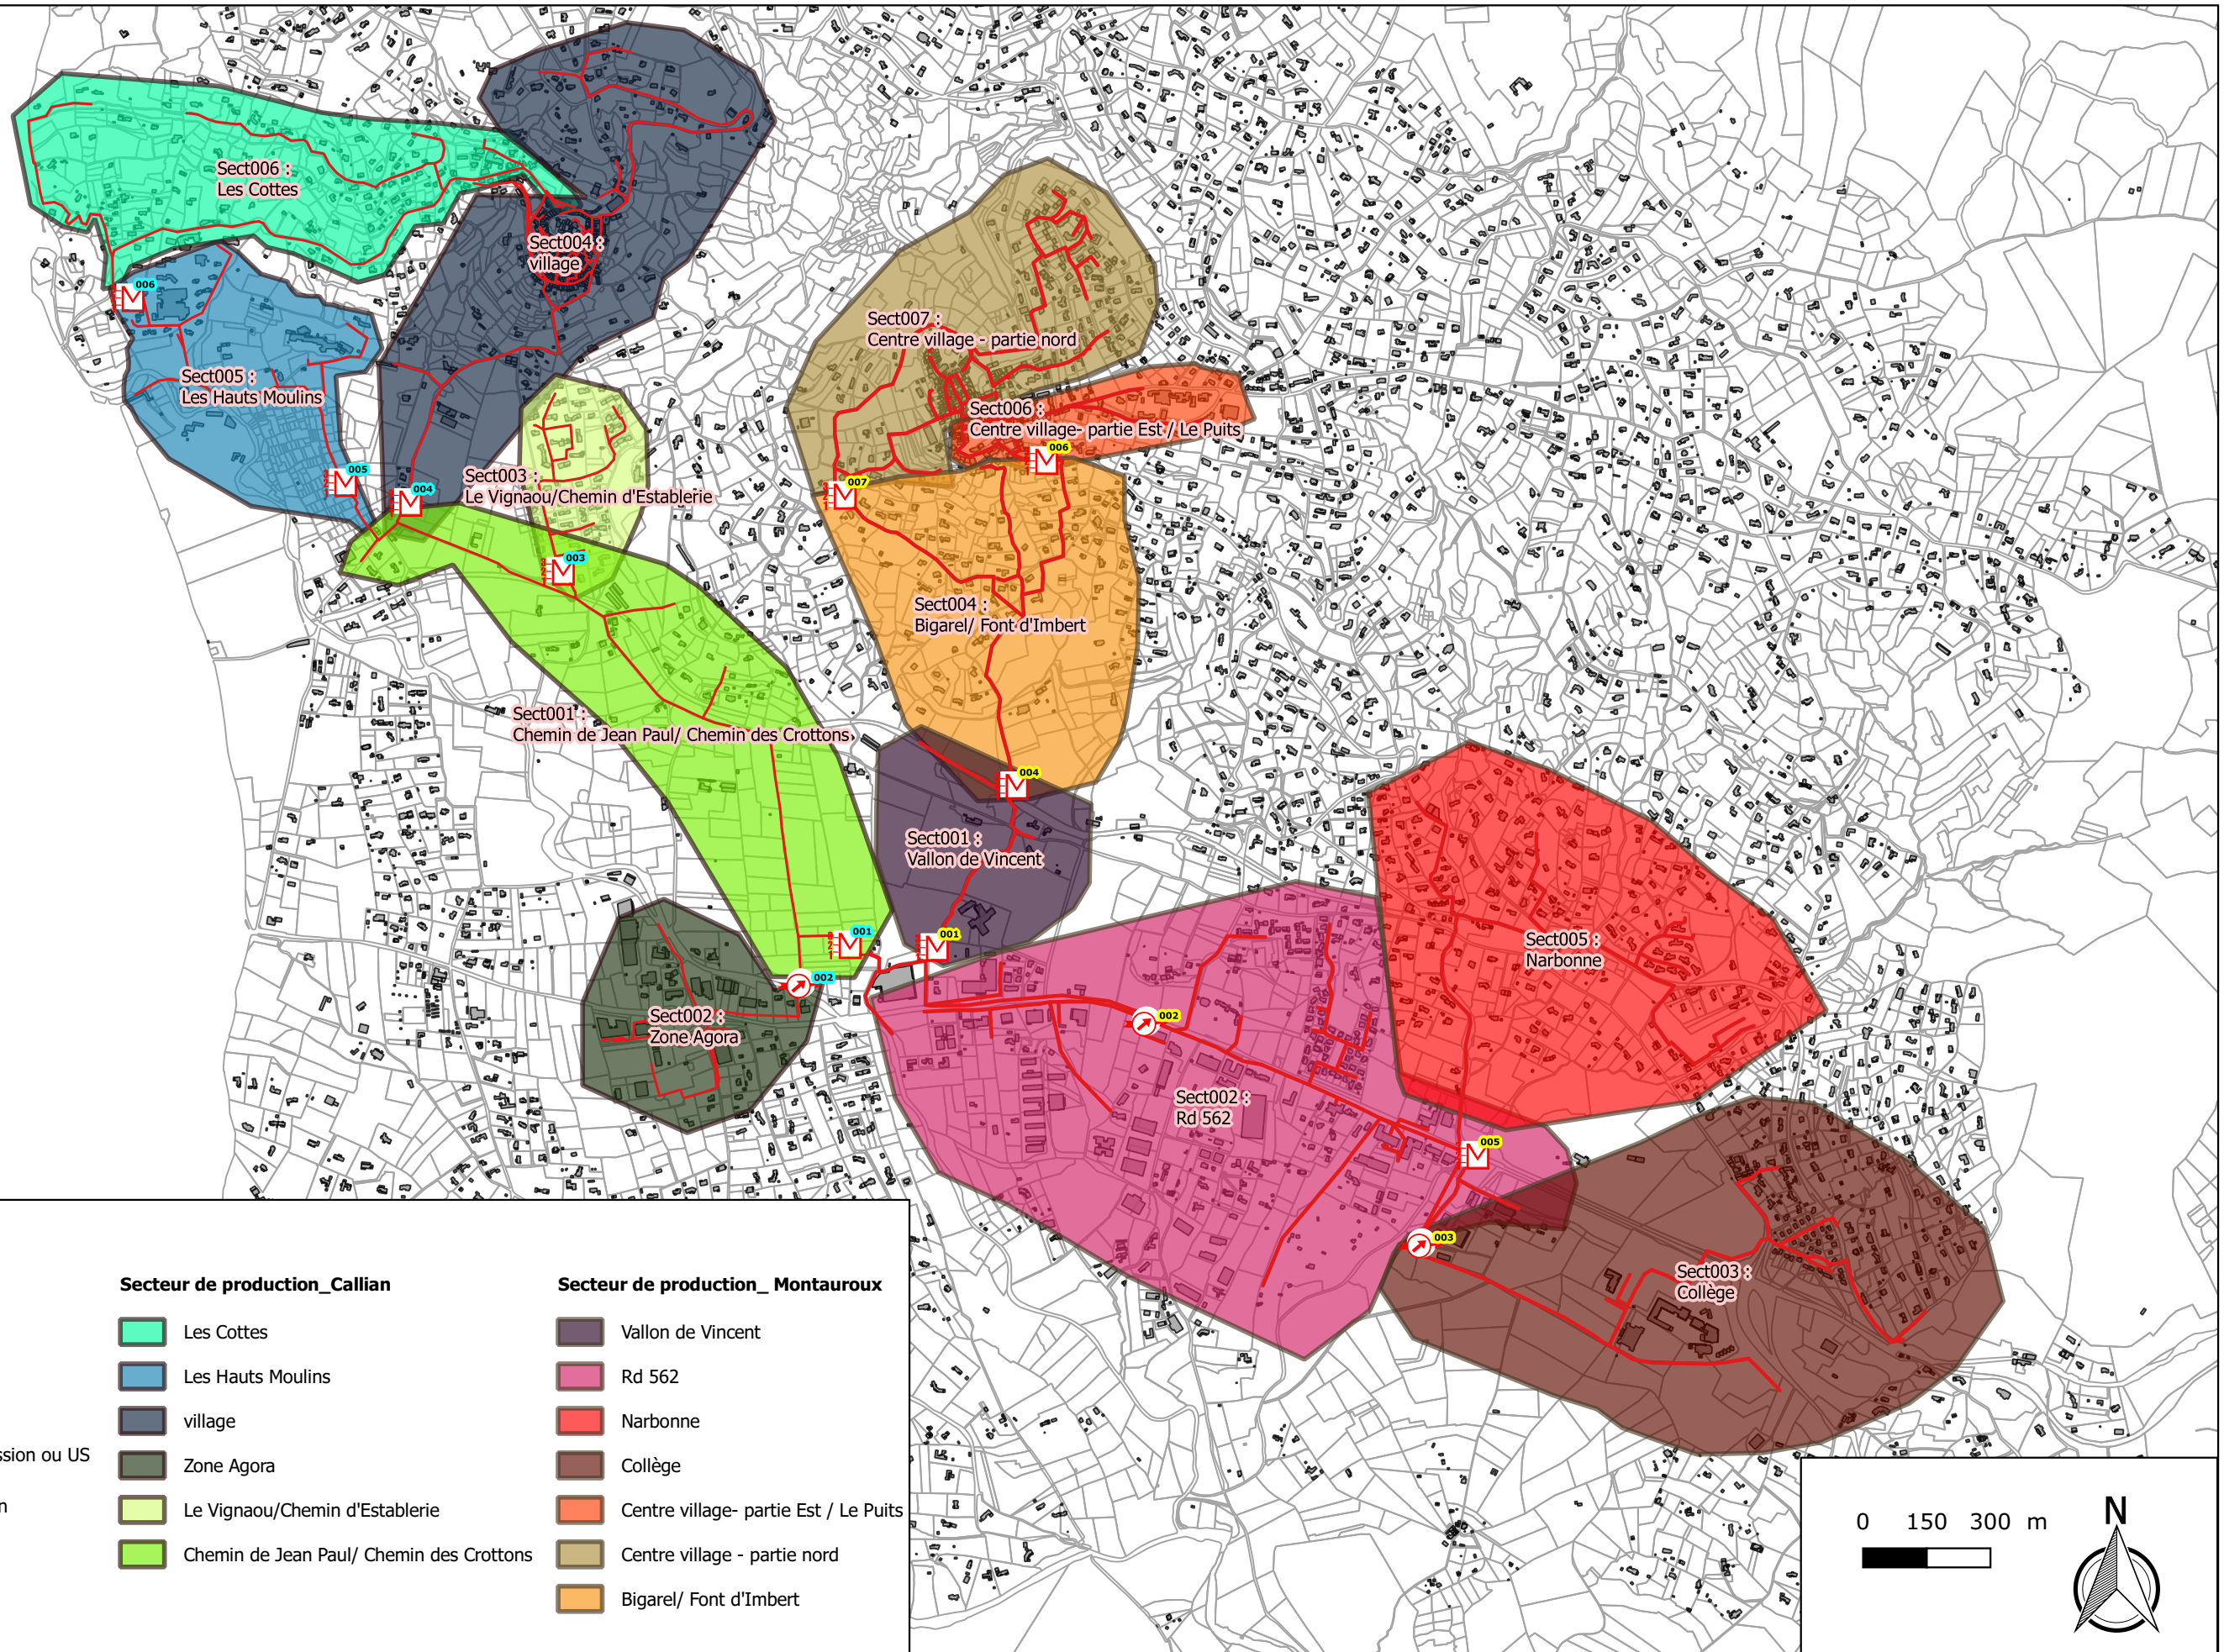 Sect006 :
Les Cottes
Sect004 :
village
006
Sect007 :
Centre village - partie nord
Sect005 :
Les Hauts Moulins
Sect006 :
Centre village- partie Est / Le Puits
006
005
004
Sect003 :
Le Vignaou/Chemin d'Establerie
007
003
Sect004 :
Bigarel/ Font d'Imbert
Sect001 :
Chemin de Jean Paul/ Chemin des Crottons
004
Sect001 :
Vallon de Vincent
001
001
Sect005 :
Narbonne
002
Sect002 :
Zone Agora
002
Sect002 :
Rd 562
005
003
Sect003 :
Collège
Secteur de production_Callian
Les Cottes
Les Hauts Moulins
village
Zone Agora
Le Vignaou/Chemin d'Establerie
Chemin de Jean Paul/ Chemin des Crottons
Secteur de production_ Montauroux
Vallon de Vincent
Rd 562
Narbonne
Collège
Centre village- partie Est / Le Puits
Centre village - partie nord
Bigarel/ Font d'Imbert
ssion ou US
n
0 150 300 m
N